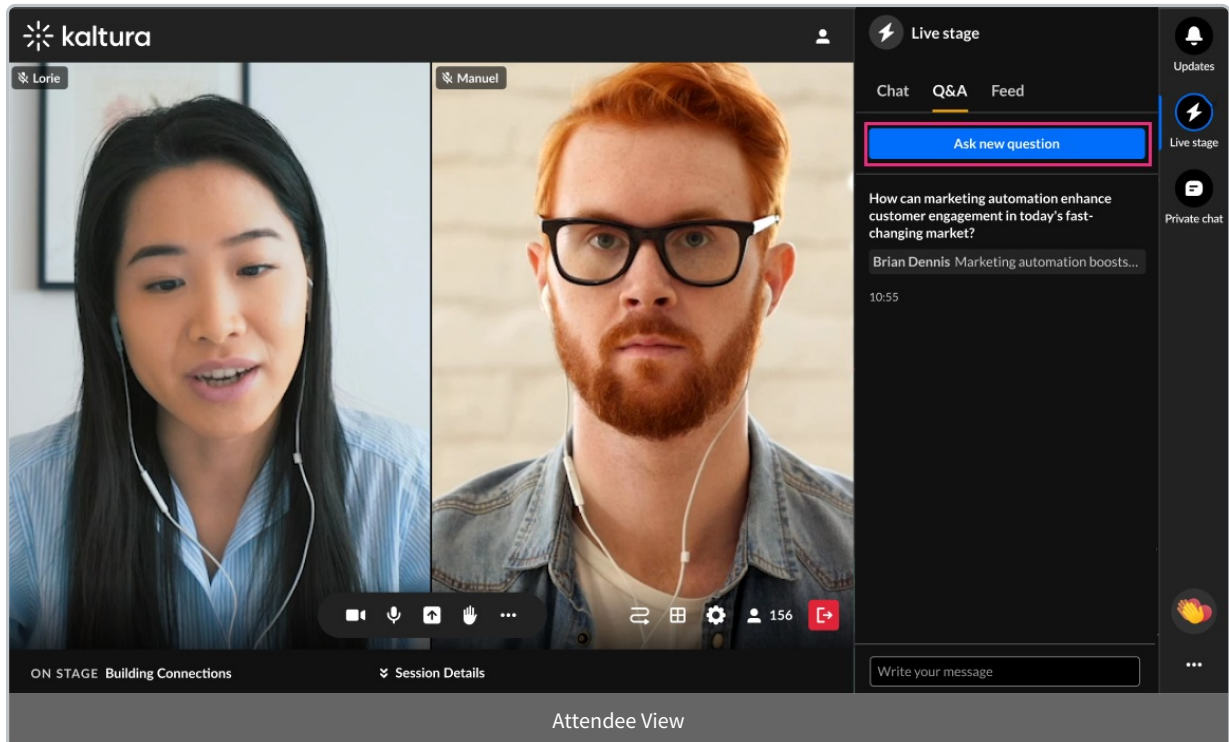 kaltura
Lorie
Manuel
156
ON STAGE Building Connections
Session Details
Live stage
Chat Q&A Feed
Ask new question
How can marketing automation enhance
customer engagement in today's fast-
changing market?
Brian Dennis Marketing automation boosts...
10:55
Write your message
Updates
Live stage
Private chat
Attendee View